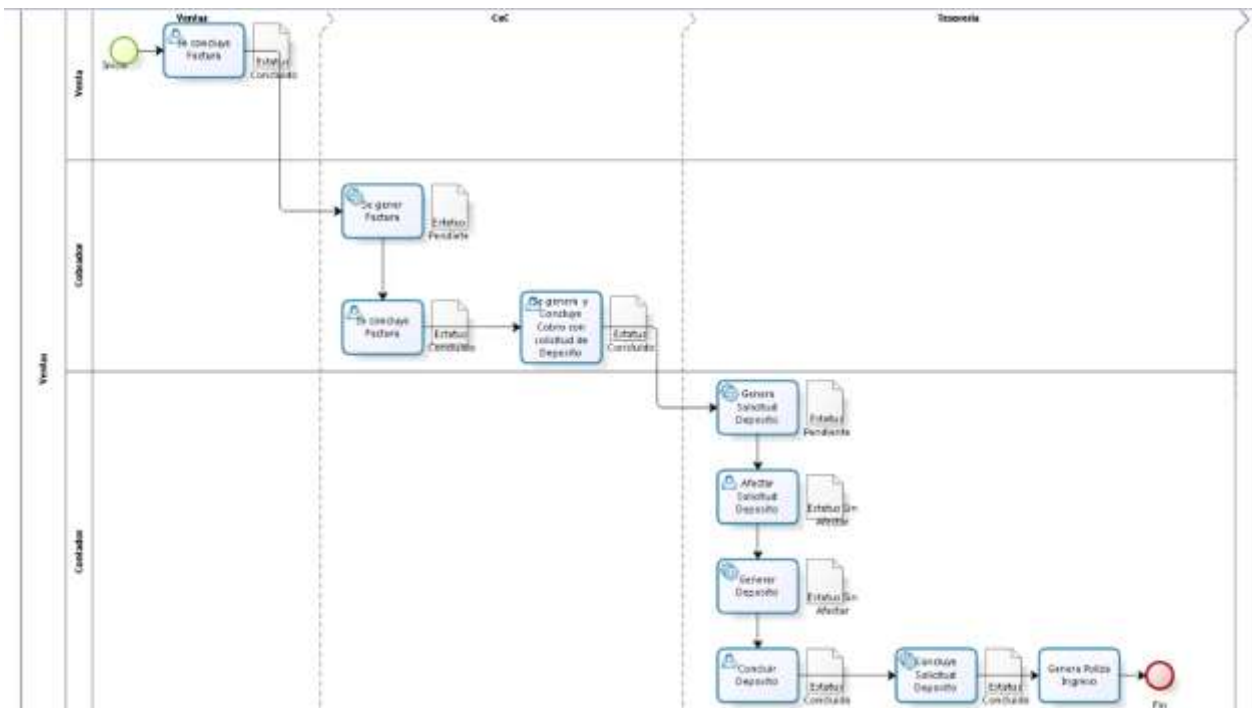 Ventas
CxC
Tesorería
Ventas
Venta
Inicio
Se concluye
Factura
Estatus
Concluido
Cobrador
Se gener
Factura
Estatus
Pendiete
Se concluye
Factura
Estatus
Concluido
Se genera y
Concluye
Cobro con
solicitud de
Deposito
Estatus
Concluido
Contador
Genera
Solicitud
Deposito
Estatus
Pendiente
Afectar
Solicitud
Deposito
Estatus Sin
Afectar
Generar
Deposito
Estatus Sin
Afectar
Concluir
Deposito
Estatus
Concluido
Concluye
Solicitud
Deposito
Estatus
Concluido
Genera Poliza
Ingreso
Fin